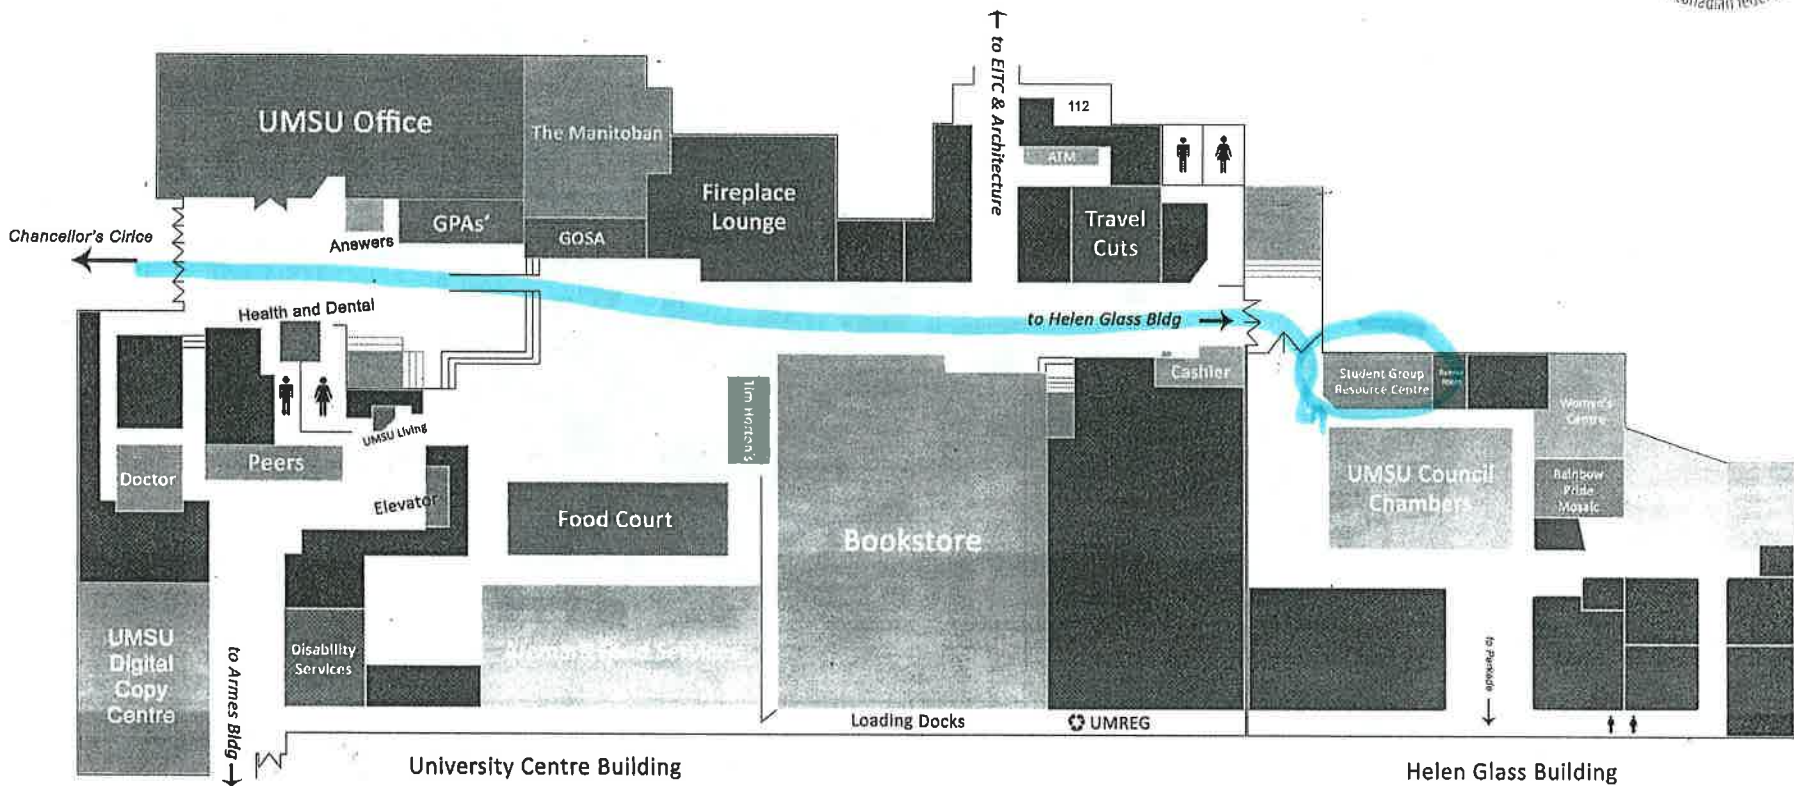 to EITC & Architecture
112
UMSU Office
The Manitoban
ATM
Fireplace
Lounge
Travel
Cuts
GPAs'
GOSA
Answers
Chancellor's Cirlce
Health and Dental
to Helen Glass Bldg
Cashier
Student Group
Resource Centre
Women's
Centre
Tim Horton's
UMSU Living
Peers
Doctor
Elevator
Food Court
Bookstore
UMSU Council
Chambers
Rainbow
Pride
Mosaic
UMSU
Digital
Copy
Centre
to Armes Bldg
Disability
Services
to Parkade
Loading Docks
UMREG
University Centre Building
Helen Glass Building